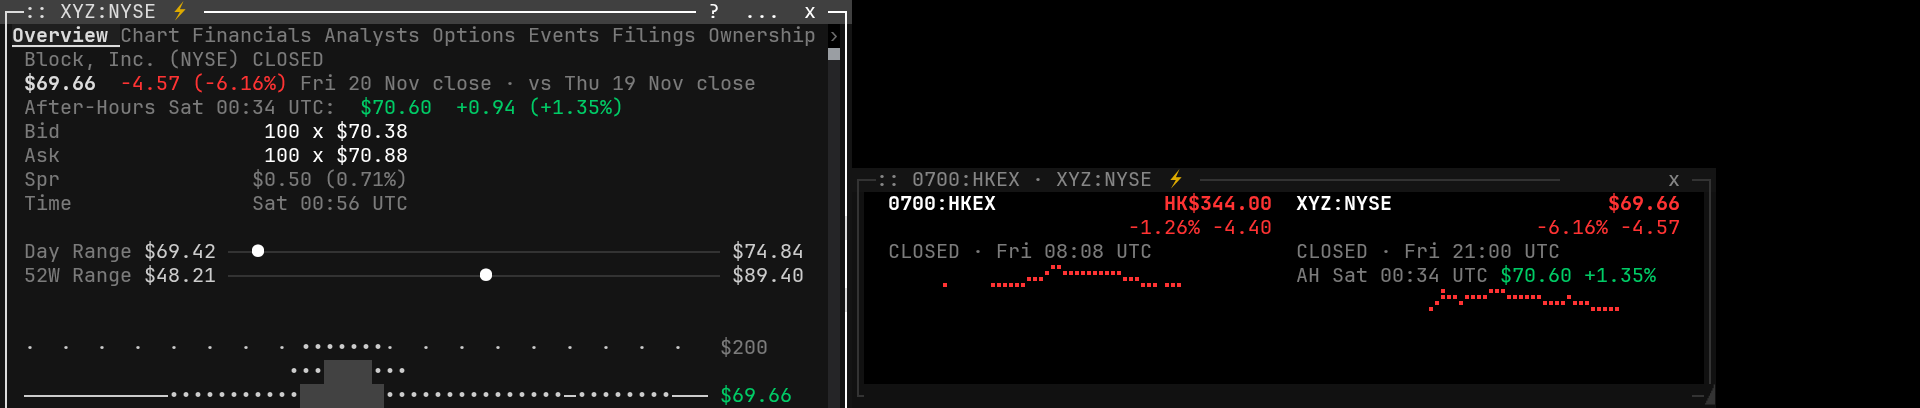 :: XYZ:NYSE ⚡ ? ... x
Overview Chart Financials Analysts Options Events Filings Ownership ›
Block, Inc. (NYSE) CLOSED
$69.66 -4.57 (-6.16%) Fri 20 Nov close · vs Thu 19 Nov close
After-Hours Sat 00:34 UTC: $70.60 +0.94 (+1.35%)
Bid 100 x $70.38
Ask 100 x $70.88
Spr $0.50 (0.71%)
Time Sat 00:56 UTC
Day Range $69.42 $74.84
52W Range $48.21 $89.40
$200
$69.66
:: 0700:HKEX · XYZ:NYSE ⚡ x
0700:HKEX HK$344.00
-1.26% -4.40
CLOSED · Fri 08:08 UTC
XYZ:NYSE $69.66
-6.16% -4.57
CLOSED · Fri 21:00 UTC
AH Sat 00:34 UTC $70.60 +1.35%